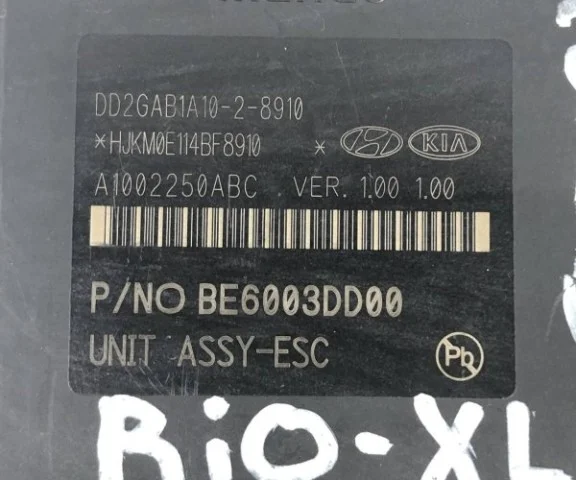 DD2GAB1A10-2-8910
*HJKM0E114BF8910 * KIA
A1002250ABC VER. 1.00 1.00
P/NO BE6003DD00
UNIT ASSY-ESC Pb
RiO-XL